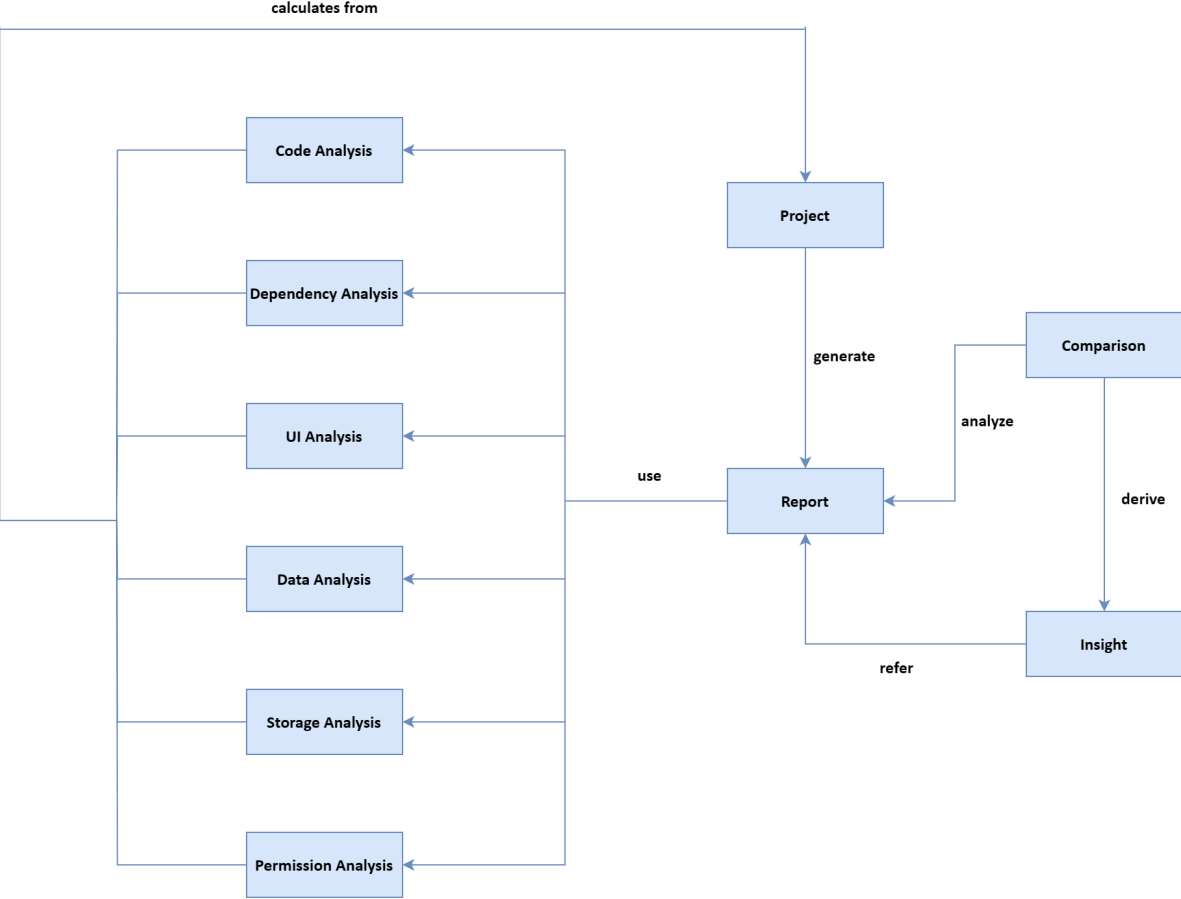 calculates from
Code Analysis
Project
Dependency Analysis
Comparison
generate
analyze
UI Analysis
use
Report
derive
Data Analysis
Insight
refer
Storage Analysis
Permission Analysis